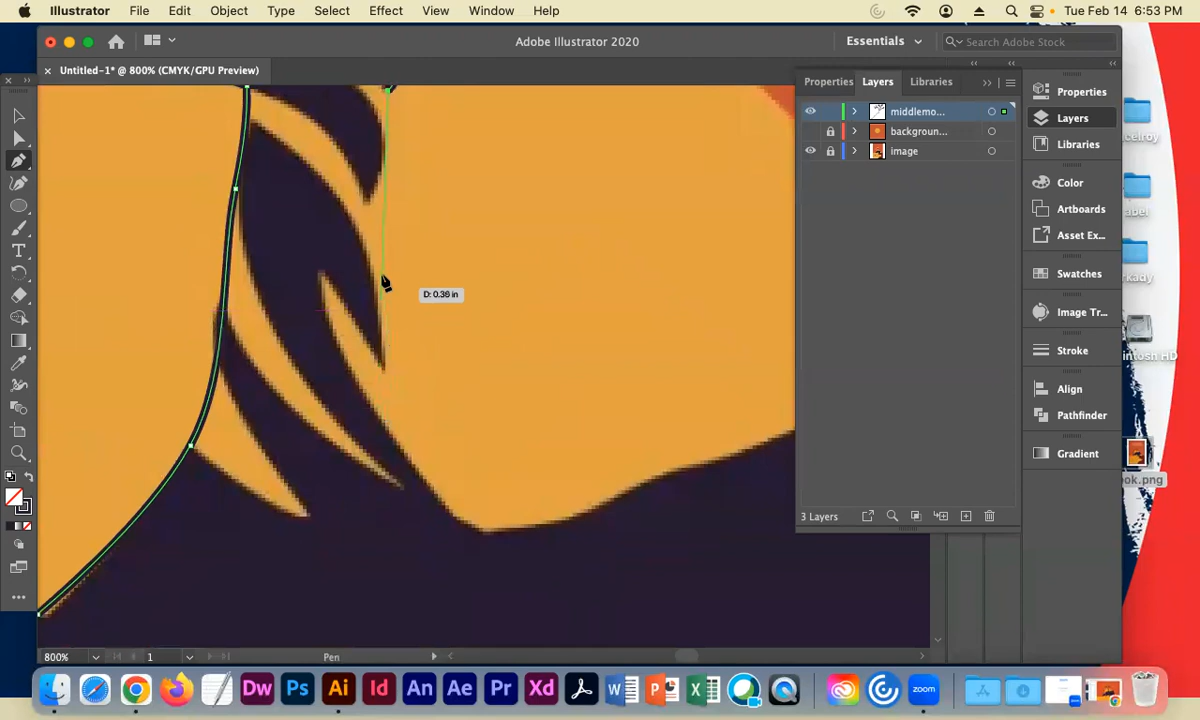 Illustrator File Edit Object Type Select Effect View Window Help Tue Feb 14 6:53 PM
Adobe Illustrator 2020
Essentials
Search Adobe Stock
Untitled-1* @ 800% (CMYK/GPU Preview)
Properties Layers Libraries
middlemo...
backgroun...
image
3 Layers
Properties
Layers
Libraries
Color
Artboards
Asset Ex...
Swatches
Image Tr...
Stroke
Align
Pathfinder
Gradient
D: 0.36 in
800% 1 Pen
intosh HD
ook.png
Dw Ps Ai Id An Ae Pr Xd W P X zoom